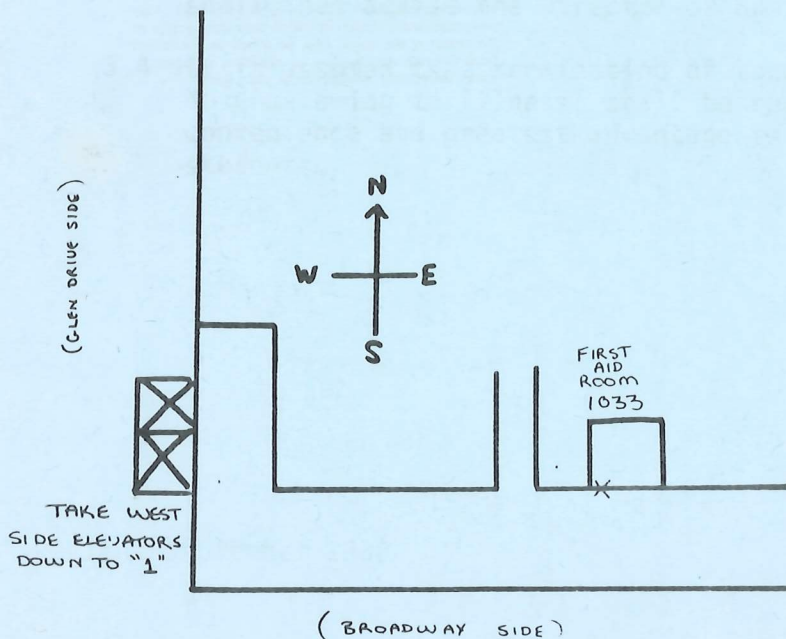 (GLEN DRIVE SIDE)
N
W E
S
FIRST
AID
ROOM
1033
X
TAKE WEST
SIDE ELEVATORS
DOWN TO "1"
(BROADWAY SIDE)